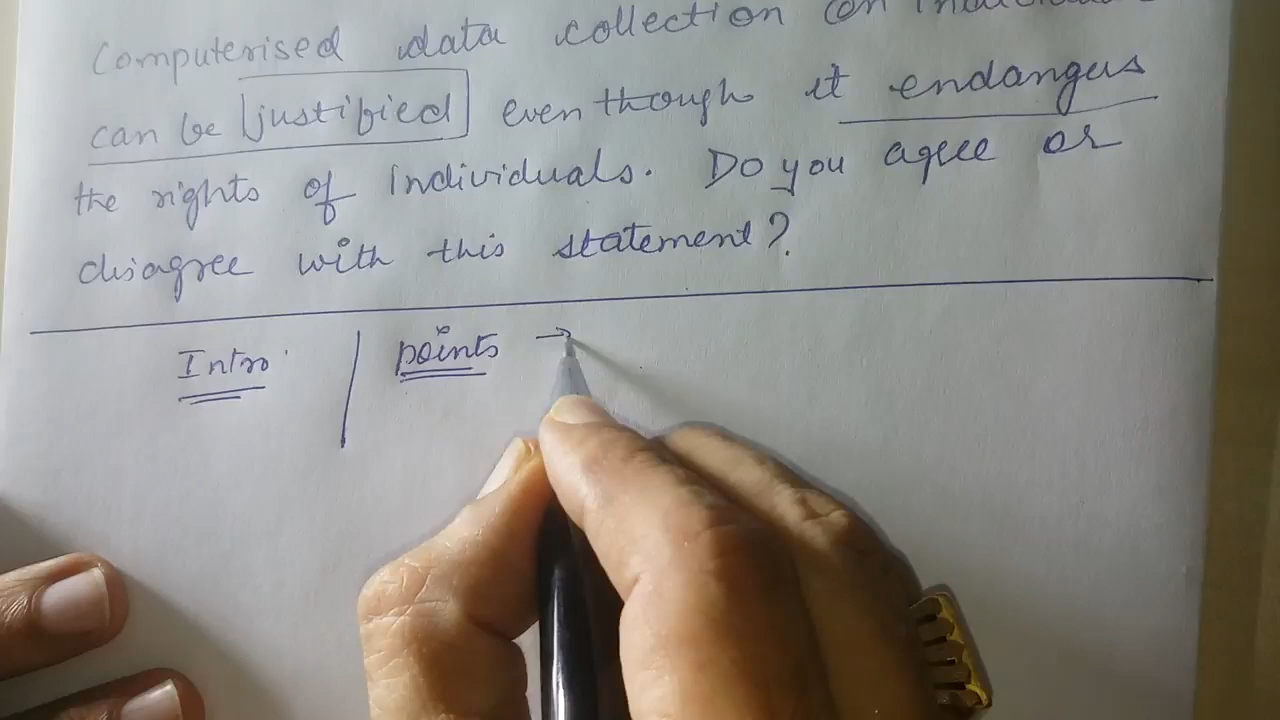 Computerised data collection on
can be justified even though it endangers
the rights of individuals. Do you agree or
disagree with this statement?
Intro points →